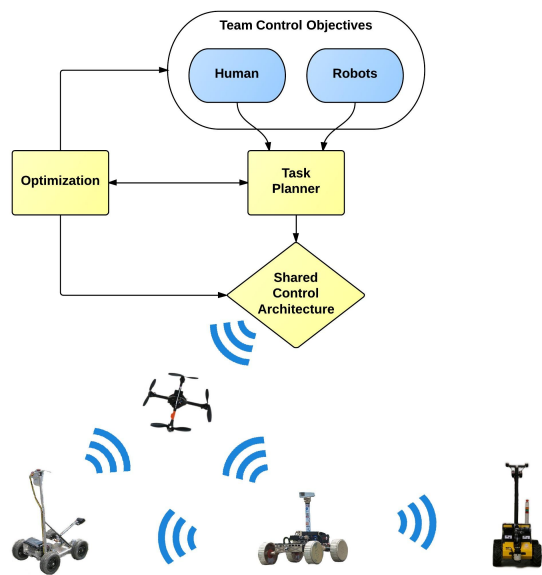 Team Control Objectives
Human
Robots
Optimization
Task
Planner
Shared
Control
Architecture